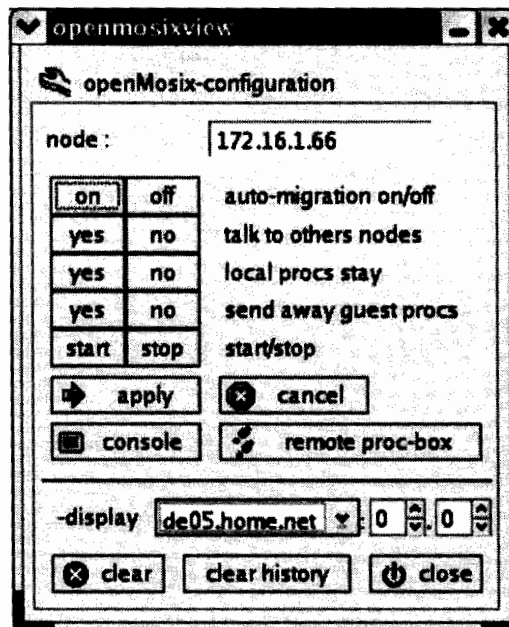 openmosixview
openMosix-configuration
node : 172.16.1.66
on off auto-migration on/off
yes no talk to others nodes
yes no local procs stay
yes no send away guest procs
start stop start/stop
apply cancel
console remote proc-box
-display de05.home.net : 0 . 0
clear clear history close